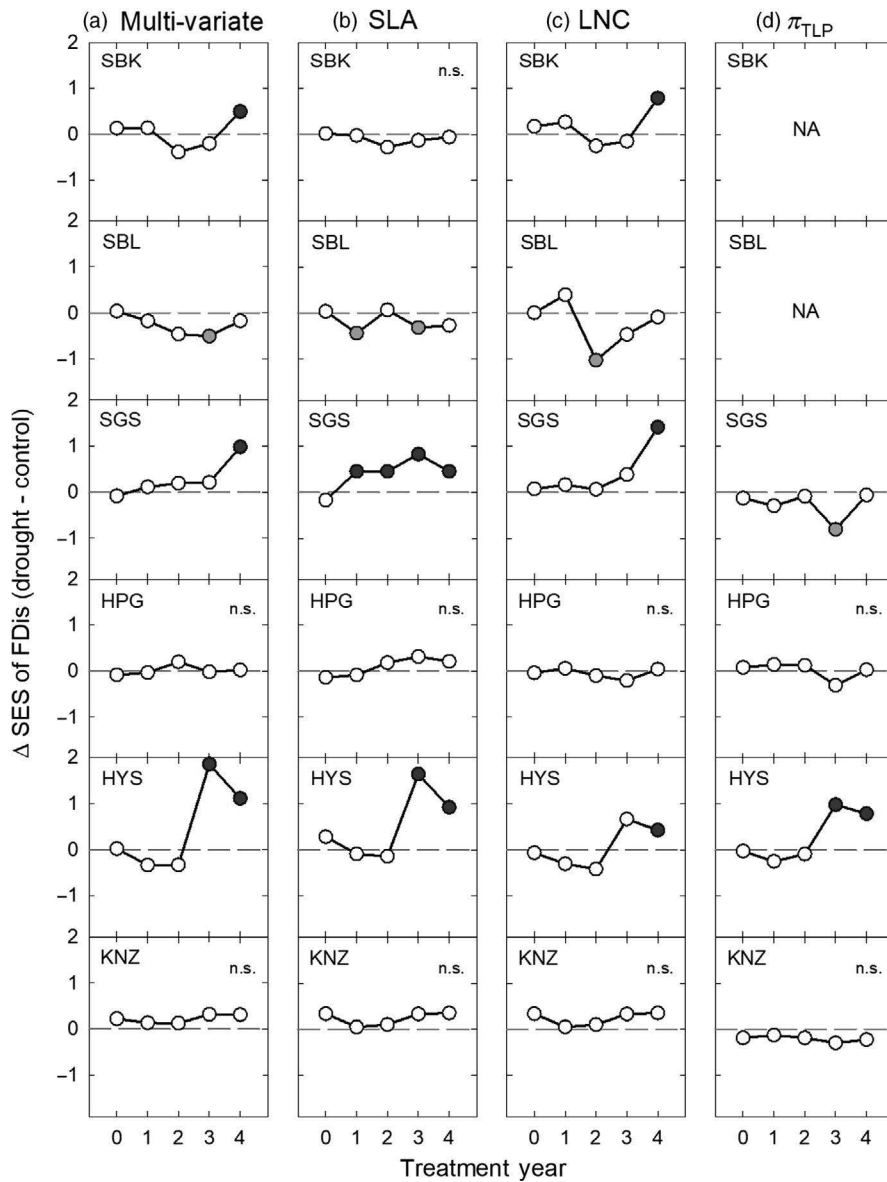 (a) Multi-variate (b) SLA (c) LNC (d) πTLP
Δ SES of FDis (drought - control)
2 SBK SBK n.s. SBK SBK
1
0 NA
−1
2 SBL SBL SBL SBL
1
0 NA
−1
2 SGS SGS SGS SGS
1
0
−1
2 HPG n.s. HPG n.s. HPG n.s. HPG n.s.
1
0
−1
2 HYS HYS HYS HYS
1
0
−1
2 KNZ n.s. KNZ n.s. KNZ n.s. KNZ n.s.
1
0
−1
0 1 2 3 4 0 1 2 3 4 0 1 2 3 4 0 1 2 3 4
Treatment year